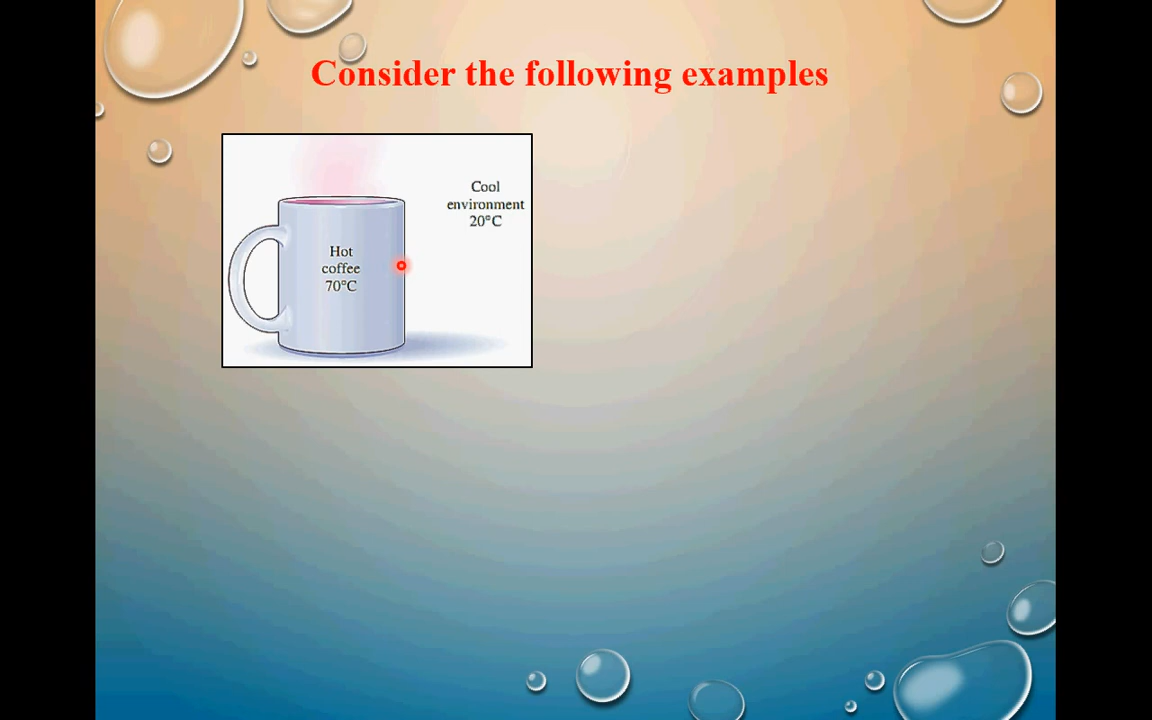 Consider the following examples
Cool
environment
20°C
Hot
coffee
70°C